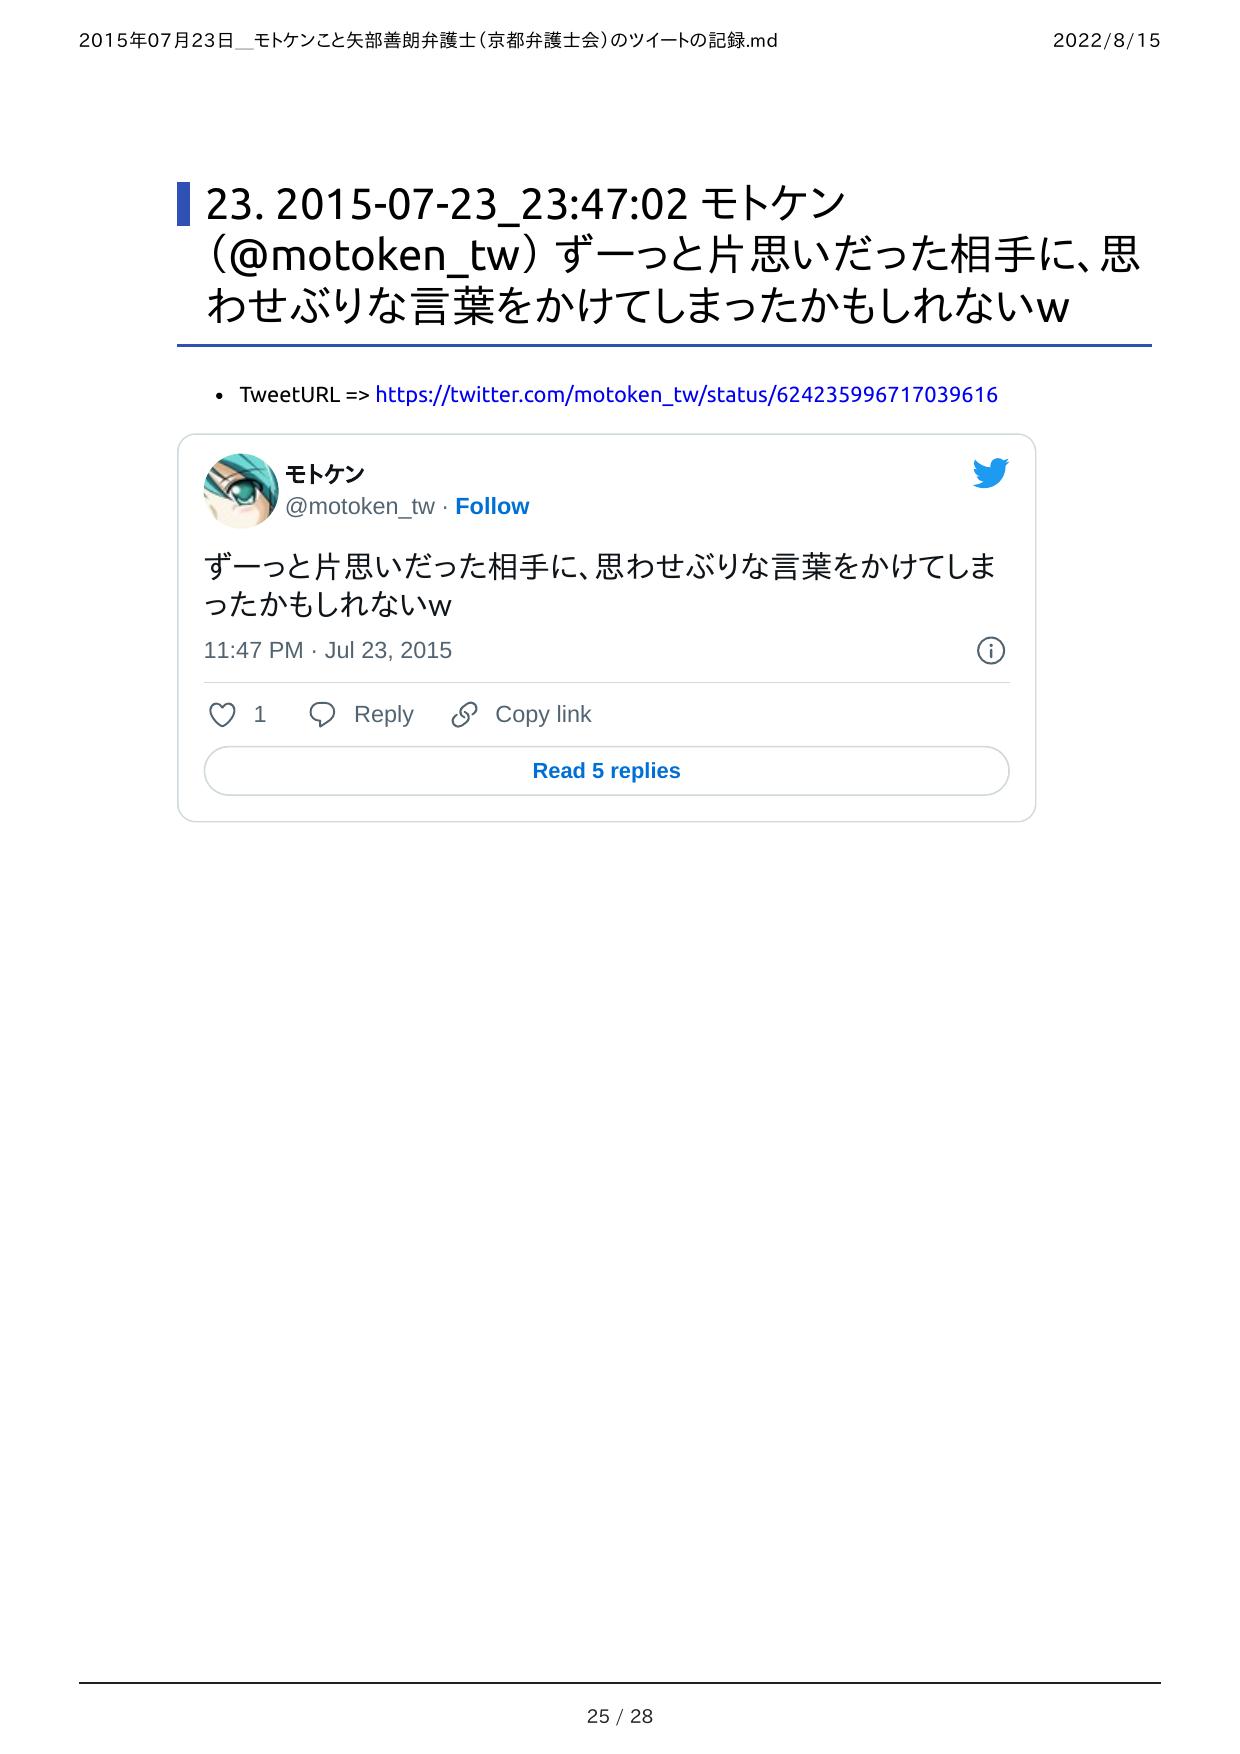 2015年07月23日__モトケンこと矢部善朗弁護士（京都弁護士会）のツイートの記録.md
2022/8/15
23. 2015-07-23_23:47:02 モトケン
（@motoken_tw） ずーっと片思いだった相手に、思
わせぶりな言葉をかけてしまったかもしれないw
• TweetURL => https://twitter.com/motoken_tw/status/624235996717039616
モトケン
@motoken_tw · Follow
ずーっと片思いだった相手に、思わせぶりな言葉をかけてしま
ったかもしれないw
11:47 PM · Jul 23, 2015
1 Reply Copy link
Read 5 replies
25 / 28